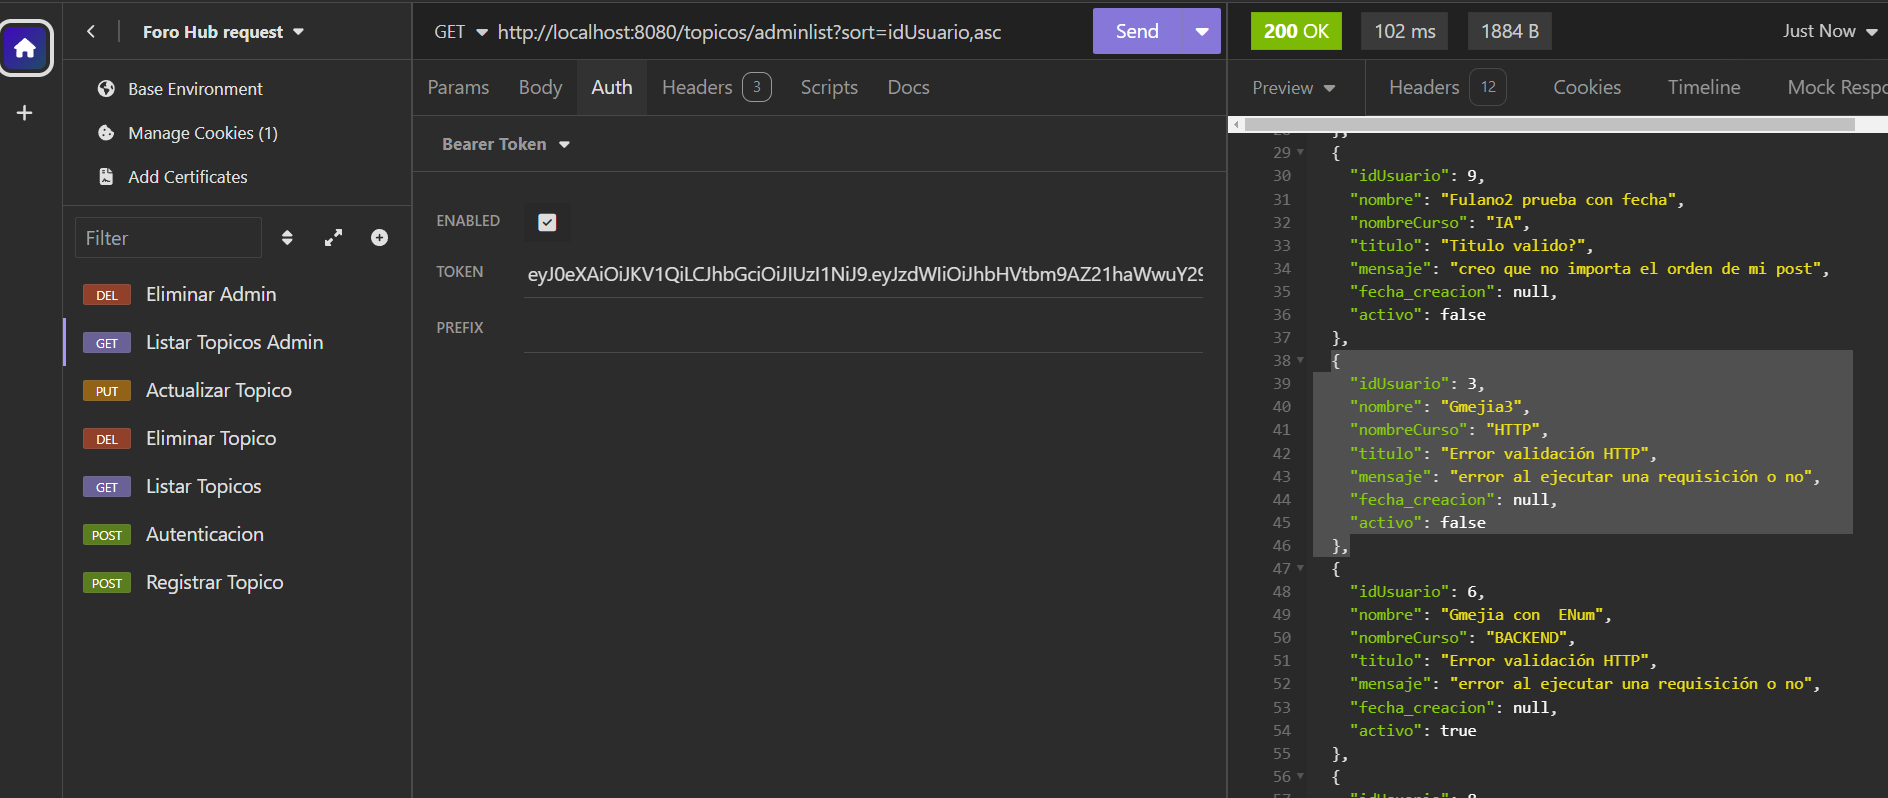 Foro Hub request
Base Environment
Manage Cookies (1)
Add Certificates
Filter
DEL Eliminar Admin
GET Listar Topicos Admin
PUT Actualizar Topico
DEL Eliminar Topico
GET Listar Topicos
POST Autenticacion
POST Registrar Topico
GET http://localhost:8080/topicos/adminlist?sort=idUsuario,asc Send
Params Body Auth Headers 3 Scripts Docs
Bearer Token
ENABLED
TOKEN eyJ0eXAiOiJKV1QiLCJhbGciOiJIUzI1NiJ9.eyJzdWIiOiJhbHVtbm9AZ21haWwuY29
PREFIX
200 OK 102 ms 1884 B Just Now
Preview Headers 12 Cookies Timeline Mock Respo
28 },
29 {
30 "idUsuario": 9,
31 "nombre": "Fulano2 prueba con fecha",
32 "nombreCurso": "IA",
33 "titulo": "Titulo valido?",
34 "mensaje": "creo que no importa el orden de mi post",
35 "fecha_creacion": null,
36 "activo": false
37 },
38 {
39 "idUsuario": 3,
40 "nombre": "Gmejia3",
41 "nombreCurso": "HTTP",
42 "titulo": "Error validación HTTP",
43 "mensaje": "error al ejecutar una requisición o no",
44 "fecha_creacion": null,
45 "activo": false
46 },
47 {
48 "idUsuario": 6,
49 "nombre": "Gmejia con  ENum",
50 "nombreCurso": "BACKEND",
51 "titulo": "Error validación HTTP",
52 "mensaje": "error al ejecutar una requisición o no",
53 "fecha_creacion": null,
54 "activo": true
55 },
56 {
57 "idUsuario": 8,